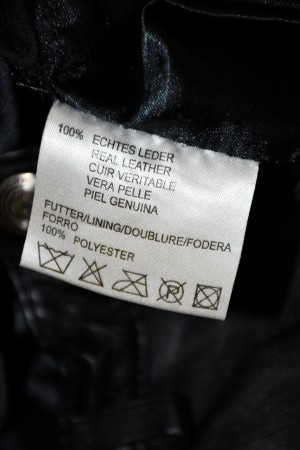 100% ECHTES LEDER
REAL LEATHER
CUIR VERITABLE
VERA PELLE
PIEL GENUINA
FUTTER/LINING/DOUBLURE/FODERA
FORRO
100% POLYESTER